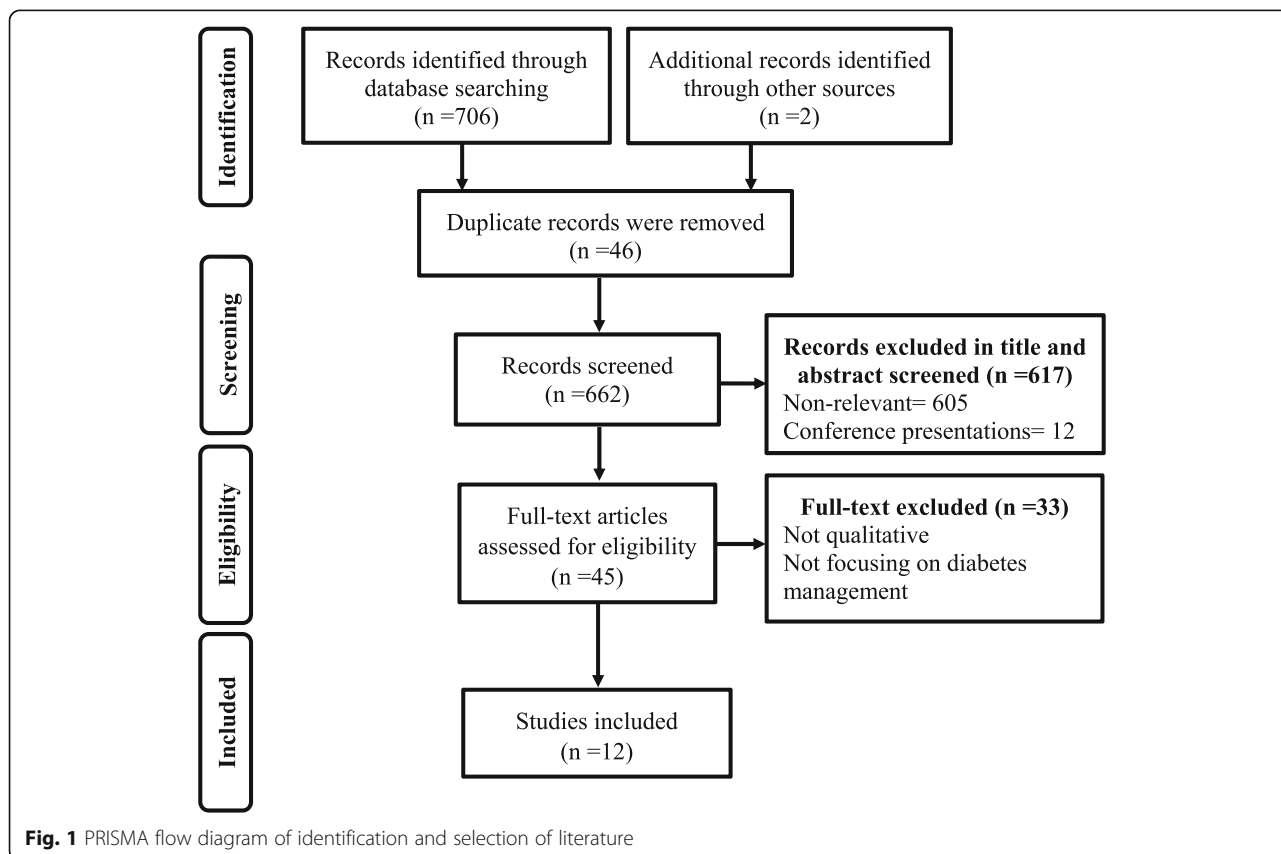 Identification
Records identified through
database searching
(n =706)
Additional records identified
through other sources
(n =2)
Duplicate records were removed
(n =46)
Screening
Records screened
(n =662)
Records excluded in title and
abstract screened (n =617)
Non-relevant= 605
Conference presentations= 12
Eligibility
Full-text articles
assessed for eligibility
(n =45)
Full-text excluded (n =33)
Not qualitative
Not focusing on diabetes
management
Included
Studies included
(n =12)
Fig. 1 PRISMA flow diagram of identification and selection of literature